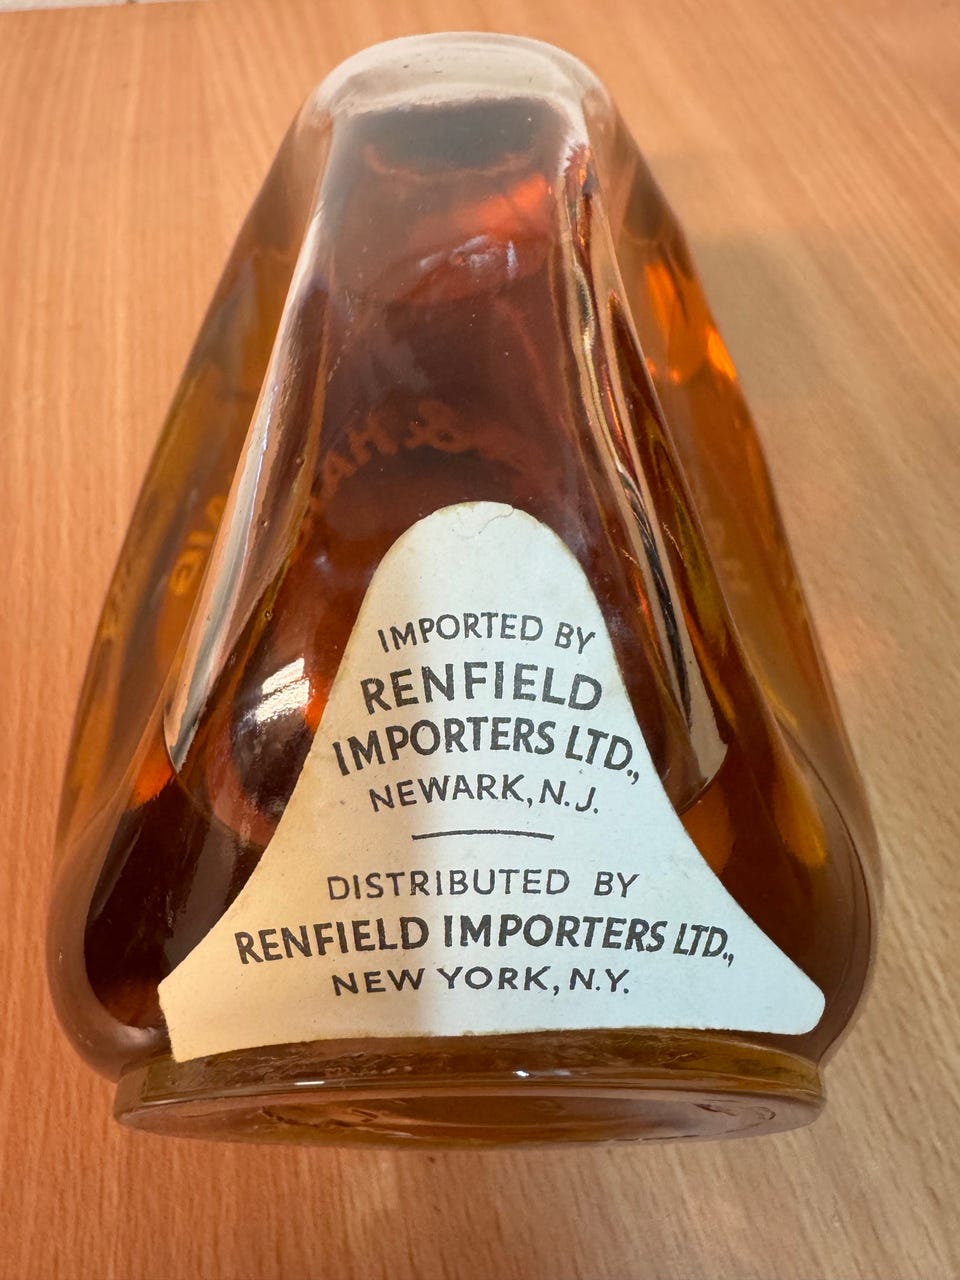 IMPORTED BY
RENFIELD
IMPORTERS LTD.,
NEWARK, N.J.
DISTRIBUTED BY
RENFIELD IMPORTERS LTD.,
NEW YORK, N.Y.